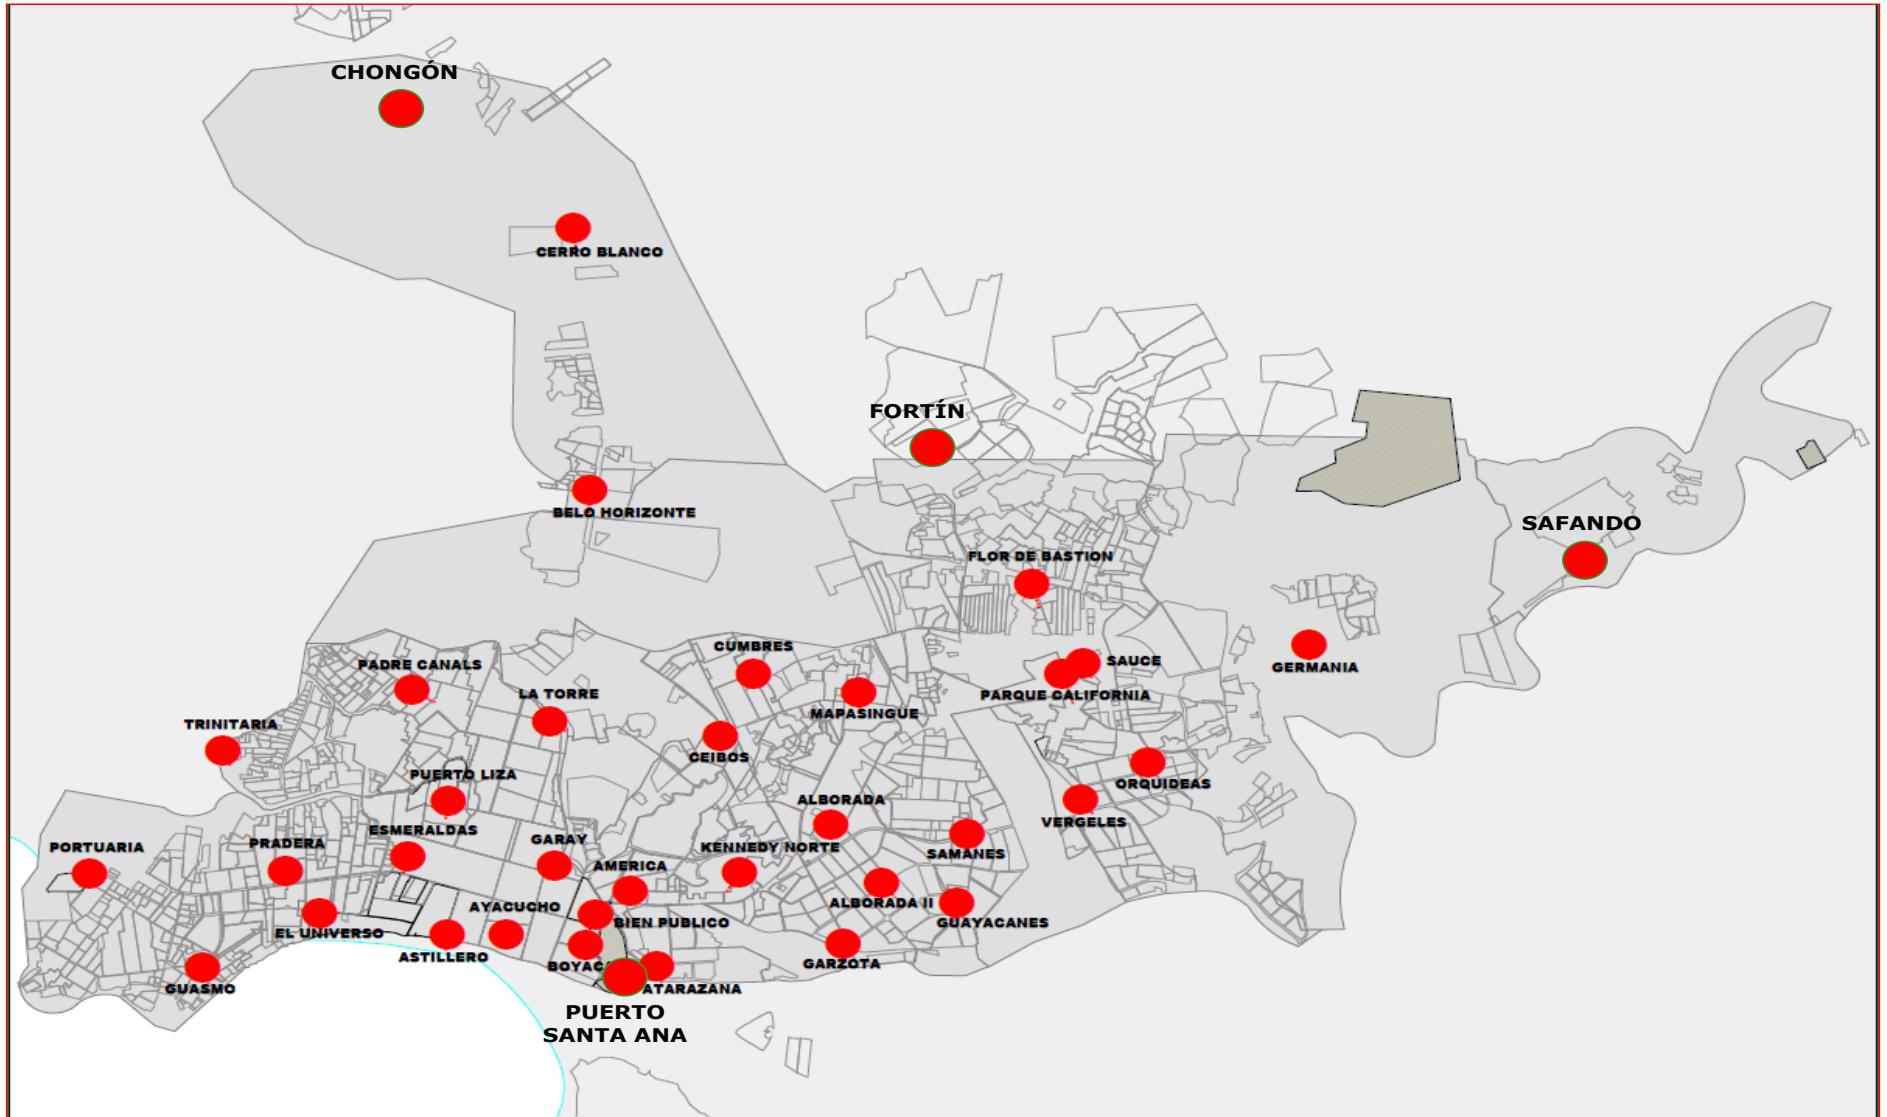 CHONGÓN
CERRO BLANCO
FORTÍN
BELO HORIZONTE
SAFANDO
FLOR DE BASTION
CUMBRES
SAUCE
PADRE CANALS
GERMANIA
LA TORRE
PARQUE CALIFORNIA
MAPASINGUE
TRINITARIA
CEIBOS
PUERTO LIZA
ORQUIDEAS
ALBORADA
VERGELES
ESMERALDAS
GARAY
PRADERA
PORTUARIA
KENNEDY NORTE
SAMANES
AMERICA
ALBORADA II
AYACUCHO
BIEN PUBLICO
GUAYACANES
EL UNIVERSO
ASTILLERO
BOYAC
GARZOTA
GUASMO
ATARAZANA
PUERTO
SANTA ANA